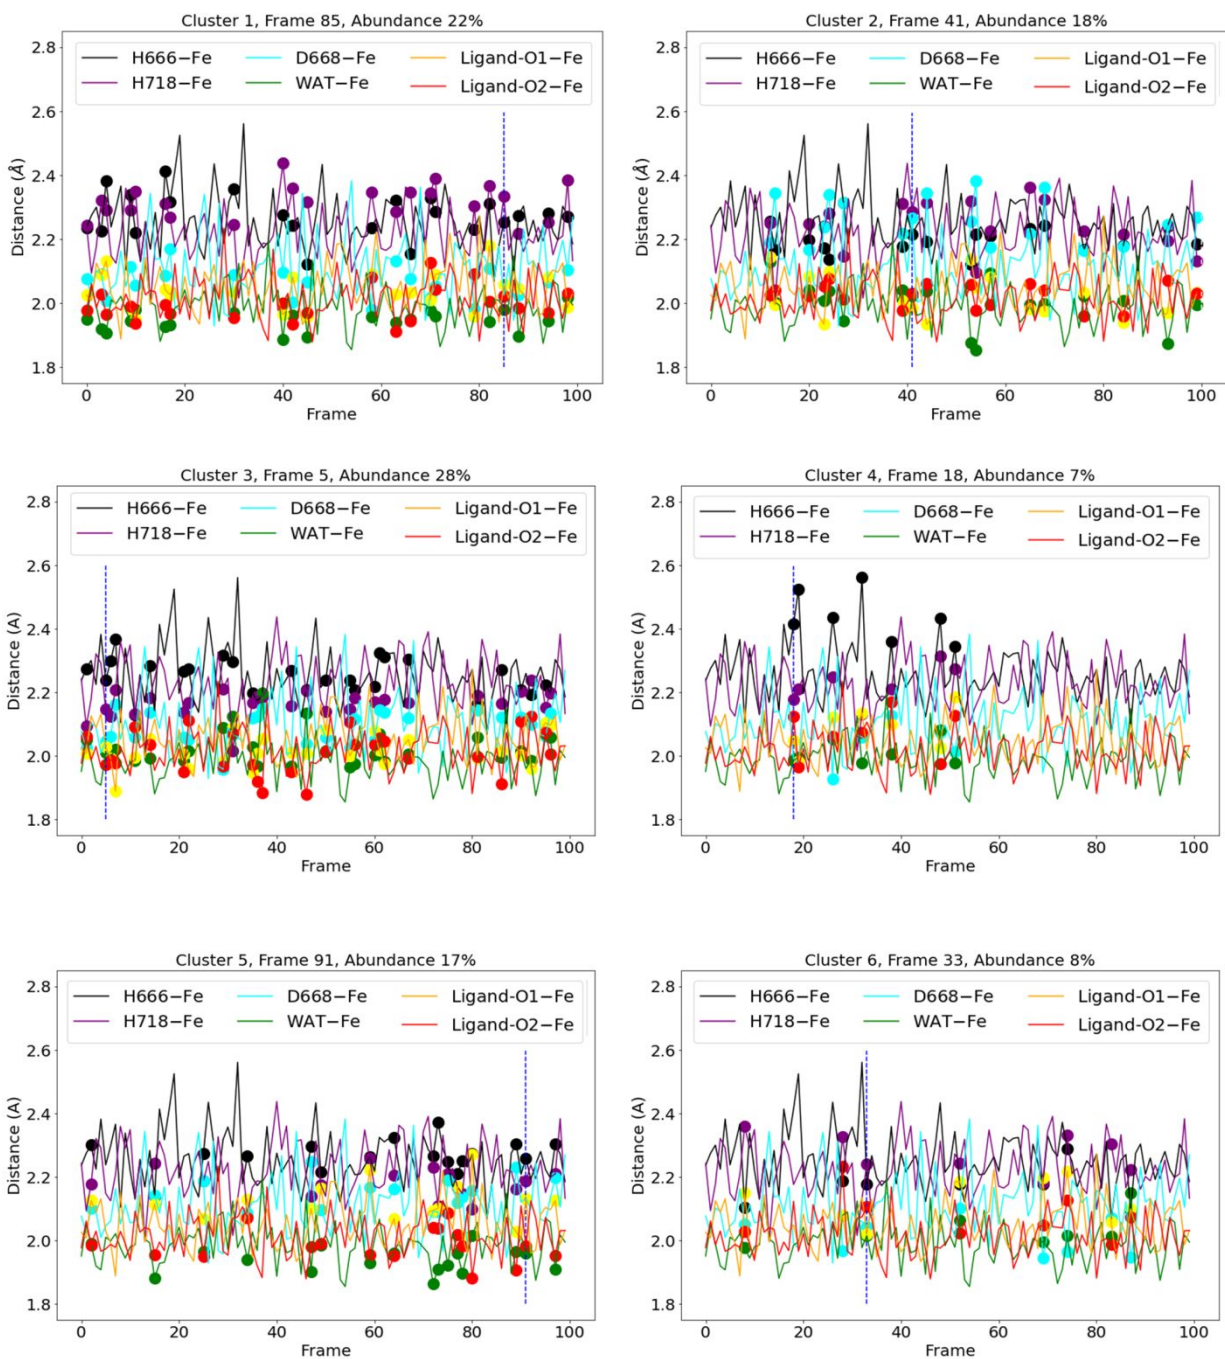 Cluster 1, Frame 85, Abundance 22%
H666−Fe D668−Fe Ligand-O1−Fe
H718−Fe WAT−Fe Ligand-O2−Fe
Distance (Å)
2.8
2.6
2.4
2.2
2.0
1.8
0 20 40 60 80 100
Frame
Cluster 2, Frame 41, Abundance 18%
H666−Fe D668−Fe Ligand-O1−Fe
H718−Fe WAT−Fe Ligand-O2−Fe
Distance (Å)
2.8
2.6
2.4
2.2
2.0
1.8
0 20 40 60 80 100
Frame
Cluster 3, Frame 5, Abundance 28%
H666−Fe D668−Fe Ligand-O1−Fe
H718−Fe WAT−Fe Ligand-O2−Fe
Distance (A)
2.8
2.6
2.4
2.2
2.0
1.8
0 20 40 60 80 100
Frame
Cluster 4, Frame 18, Abundance 7%
H666−Fe D668−Fe Ligand-O1−Fe
H718−Fe WAT−Fe Ligand-O2−Fe
Distance (A)
2.8
2.6
2.4
2.2
2.0
1.8
0 20 40 60 80 100
Frame
Cluster 5, Frame 91, Abundance 17%
H666−Fe D668−Fe Ligand-O1−Fe
H718−Fe WAT−Fe Ligand-O2−Fe
Distance (A)
2.8
2.6
2.4
2.2
2.0
1.8
0 20 40 60 80 100
Frame
Cluster 6, Frame 33, Abundance 8%
H666−Fe D668−Fe Ligand-O1−Fe
H718−Fe WAT−Fe Ligand-O2−Fe
Distance (A)
2.8
2.6
2.4
2.2
2.0
1.8
0 20 40 60 80 100
Frame